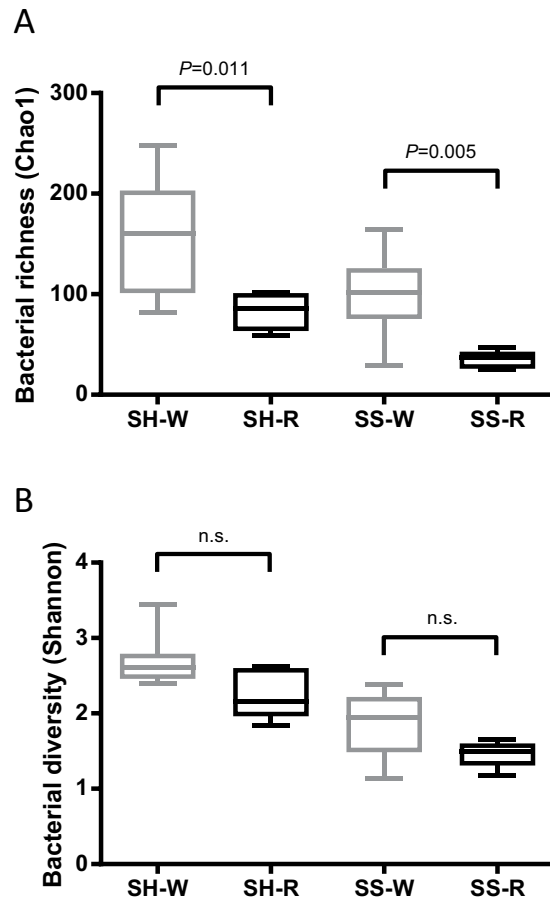 A
P=0.011
P=0.005
Bacterial richness (Chao1)
300
200
100
0
SH-W SH-R SS-W SS-R
B
n.s.
n.s.
Bacterial diversity (Shannon)
4
3
2
1
0
SH-W SH-R SS-W SS-R